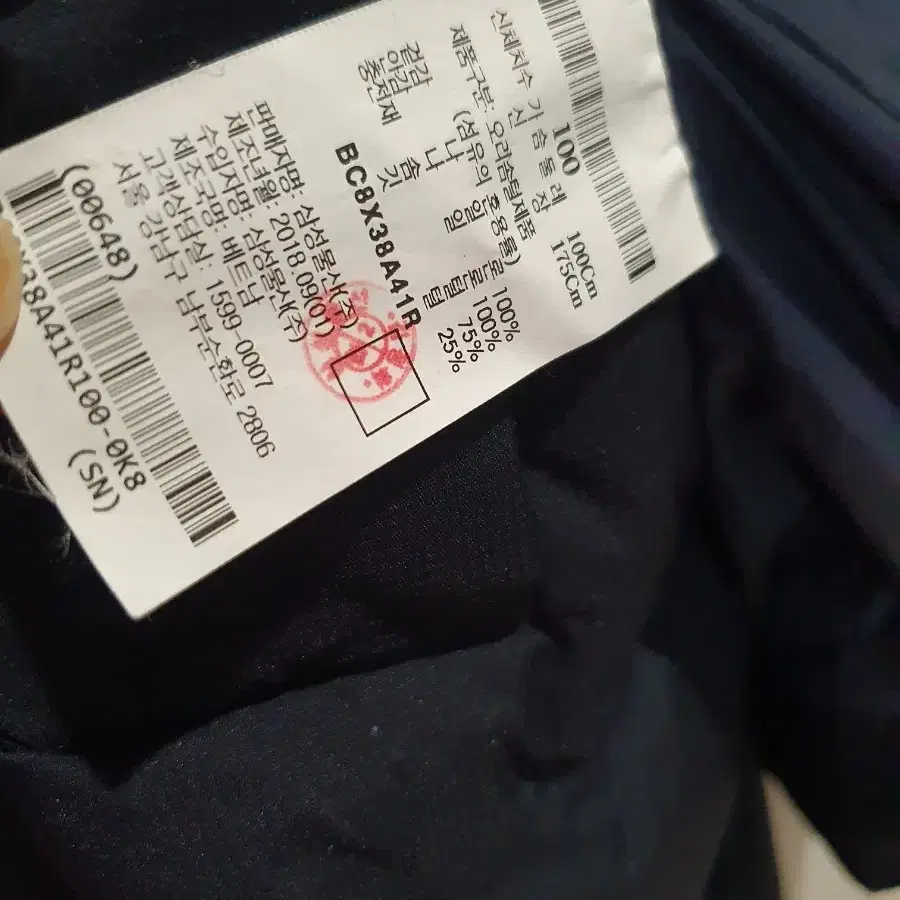 100
신체치수 가 슴 둘 레 100Cm
신 장 175Cm
제품구분: 오리솜털제품
(섬유의 혼용률)
겉감 나 일 론 100%
안감 나 일 론 100%
충전재 솜 털 75%
깃 털 25%
BC8X38A41R
판매자명: 삼성물산(주)
제조년월: 2018.09(01)
수입자명: 삼성물산(주)
제조국명: 베트남
고객상담실: 1599-0007
서울 강남구 남부순환로 2806
(00648)
X38A41R100-0K8
(SN)